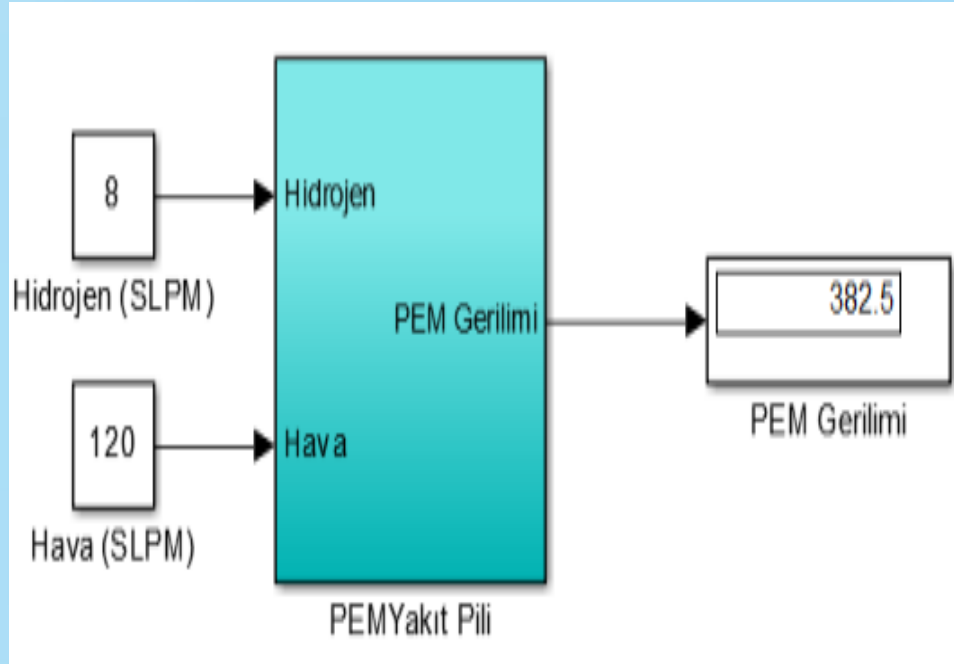 8
Hidrojen (SLPM)
120
Hava (SLPM)
Hidrojen
Hava
PEM Gerilimi
PEMYakıt Pili
382.5
PEM Gerilimi